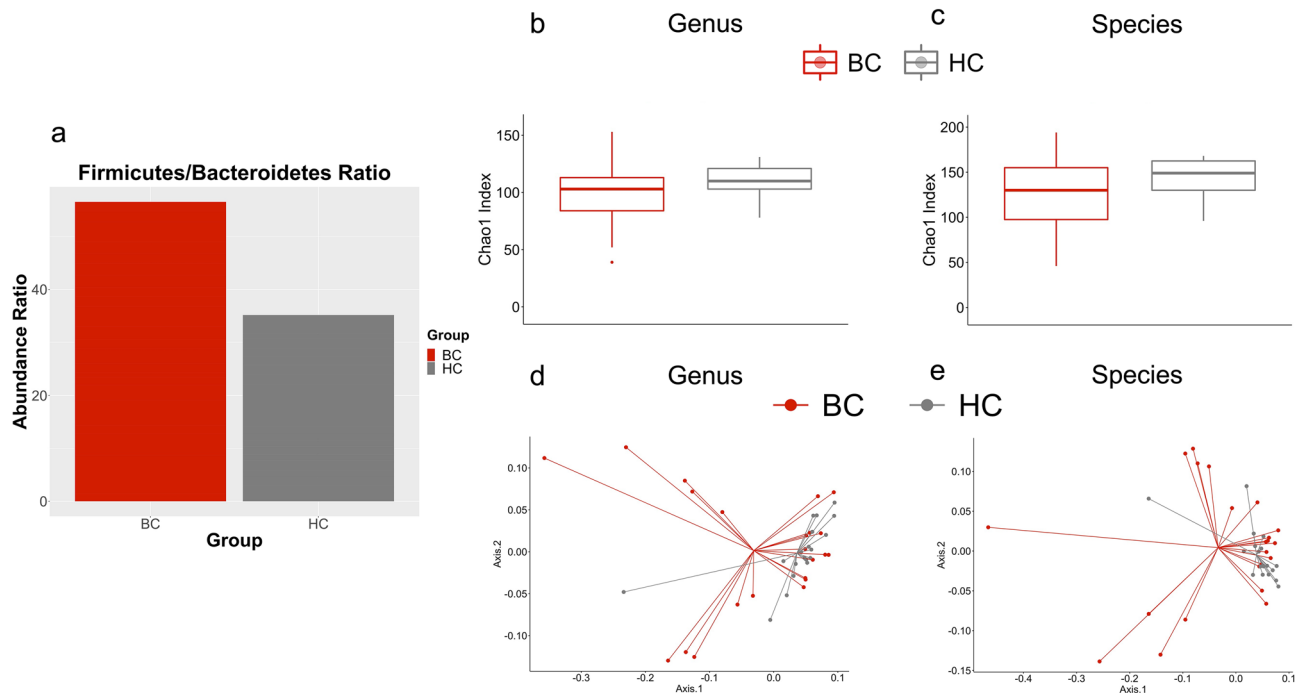 a
Firmicutes/Bacteroidetes Ratio
Abundance Ratio
40
20
0
BC
HC
Group
Group
BC
HC
b
Genus
c
Species
BC
HC
Chao1 Index
150
100
50
0
Chao1 Index
200
150
100
50
0
d
Genus
e
Species
BC
HC
Axis.2
0.10
0.05
0.00
-0.05
-0.10
-0.3
-0.2
-0.1
0.0
0.1
Axis.1
Axis.2
0.10
0.05
0.00
-0.05
-0.10
-0.15
-0.4
-0.3
-0.2
-0.1
0.0
0.1
Axis.1